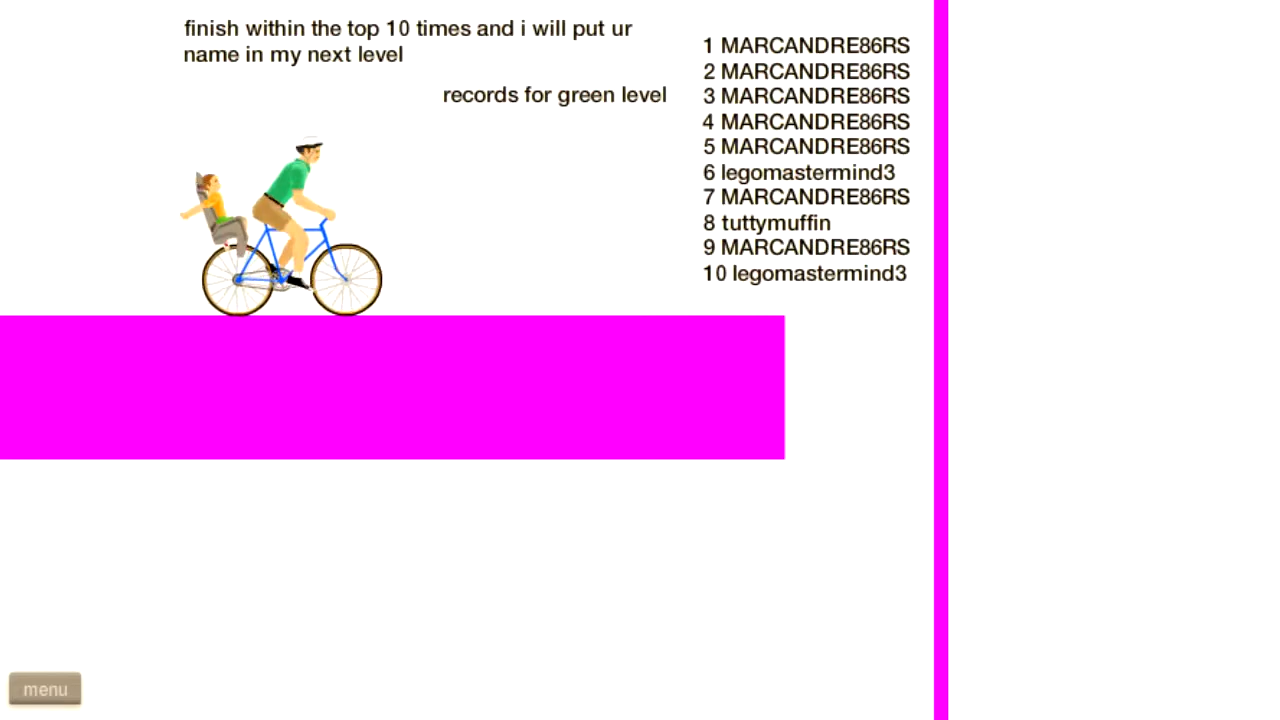 finish within the top 10 times and i will put ur
name in my next level
records for green level
1 MARCANDRE86RS
2 MARCANDRE86RS
3 MARCANDRE86RS
4 MARCANDRE86RS
5 MARCANDRE86RS
6 legomastermind3
7 MARCANDRE86RS
8 tuttymuffin
9 MARCANDRE86RS
10 legomastermind3
menu